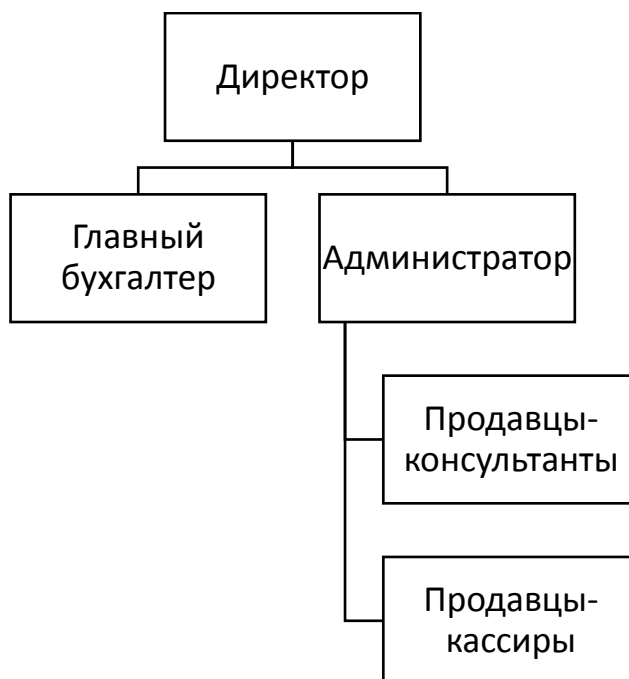 Директор
Главный
бухгалтер
Администратор
Продавцы-
консультанты
Продавцы-
кассиры